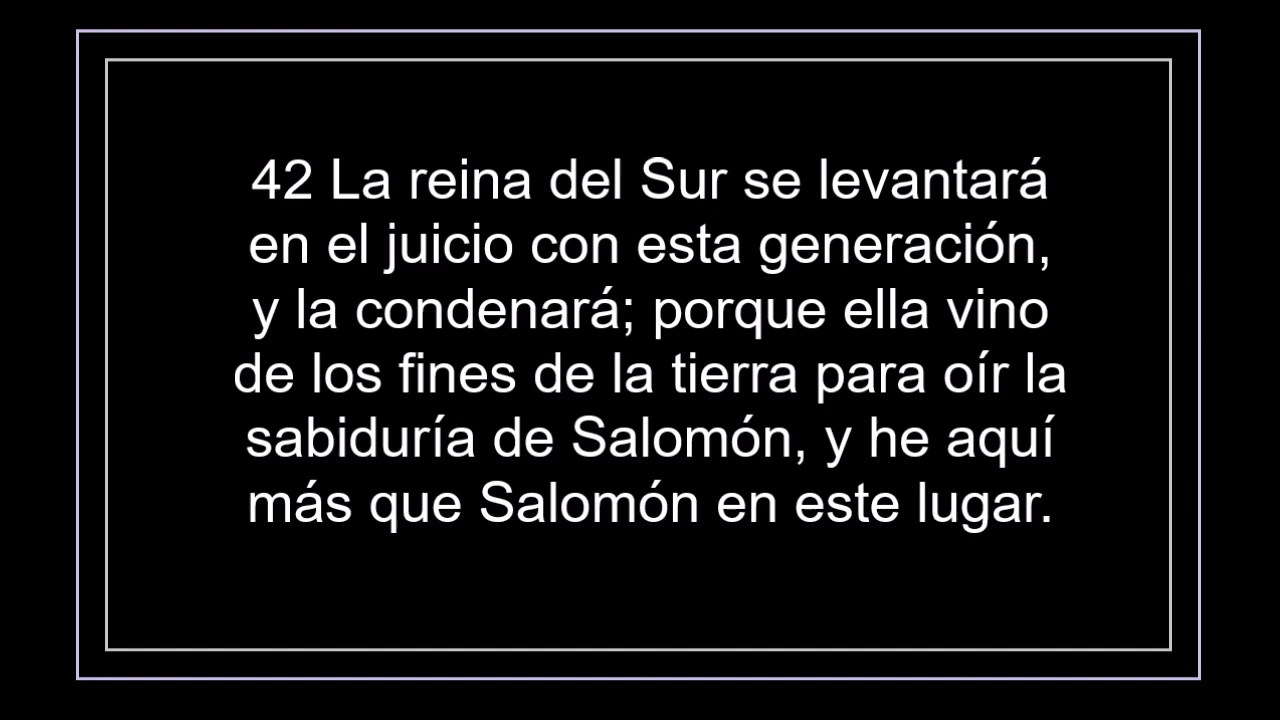 42 La reina del Sur se levantará
en el juicio con esta generación,
y la condenará; porque ella vino
de los fines de la tierra para oír la
sabiduría de Salomón, y he aquí
más que Salomón en este lugar.